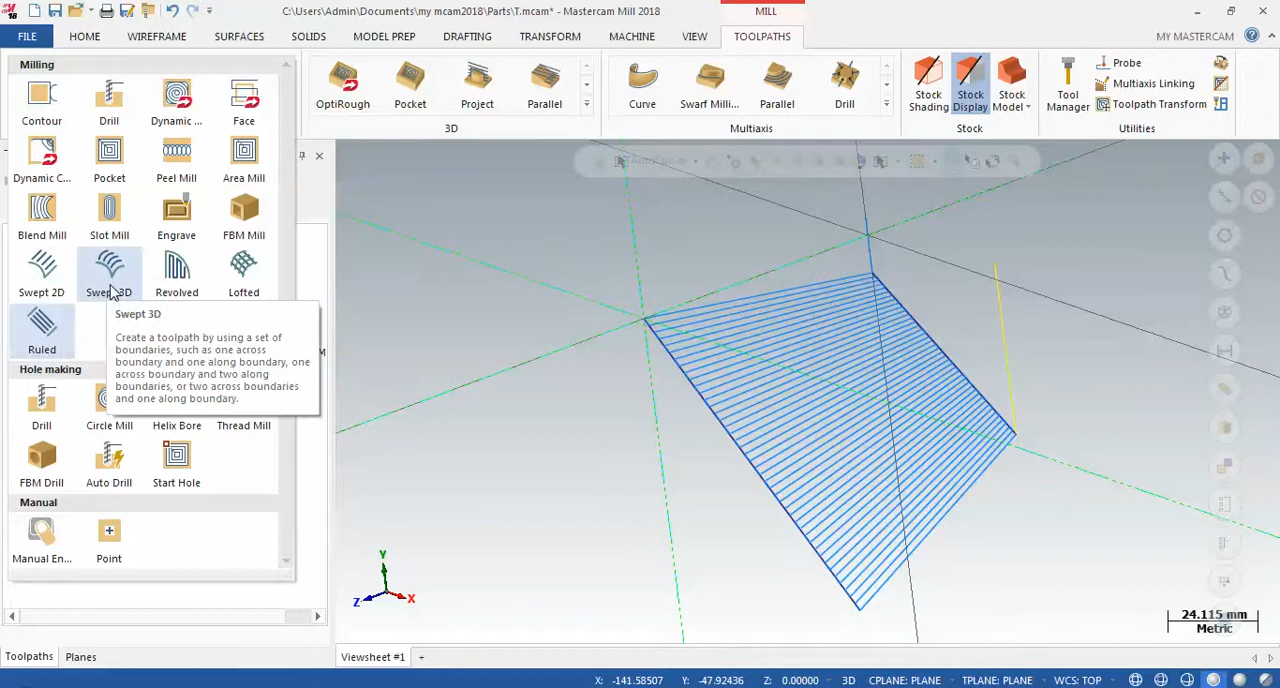 C:\Users\Admin\Documents\my mcam2018\Parts\T.mcam* - Mastercam Mill 2018
MILL
FILE HOME WIREFRAME SURFACES SOLIDS MODEL PREP DRAFTING TRANSFORM MACHINE VIEW TOOLPATHS MY MASTERCAM
Milling
Contour Drill Dynamic ... Face
Dynamic C... Pocket Peel Mill Area Mill
Blend Mill Slot Mill Engrave FBM Mill
Swept 2D Swept 3D Revolved Lofted
Ruled
Swept 3D
Create a toolpath by using a set of
boundaries, such as one across
boundary and one along boundary, one
across boundary and two along
boundaries, or two across boundaries
and one along boundary.
Hole making
Drill Circle Mill Helix Bore Thread Mill
FBM Drill Auto Drill Start Hole
Manual
Manual En... Point
OptiRough Pocket Project Parallel
3D
Curve Swarf Milli... Parallel Drill
Multiaxis
Stock Shading
Stock Display
Stock Model
Stock
Tool Manager
Probe
Multiaxis Linking
Toolpath Transform
Utilities
Y
Z X
24.115 mm
Metric
Toolpaths Planes
Viewsheet #1 +
X: -141.58507 Y: -47.92436 Z: 0.00000 3D CPLANE: PLANE TPLANE: PLANE WCS: TOP